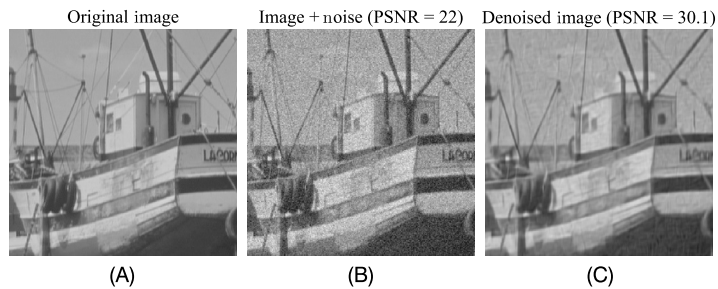 Original image
Image + noise (PSNR = 22)
Denoised image (PSNR = 30.1)
(A)
(B)
(C)